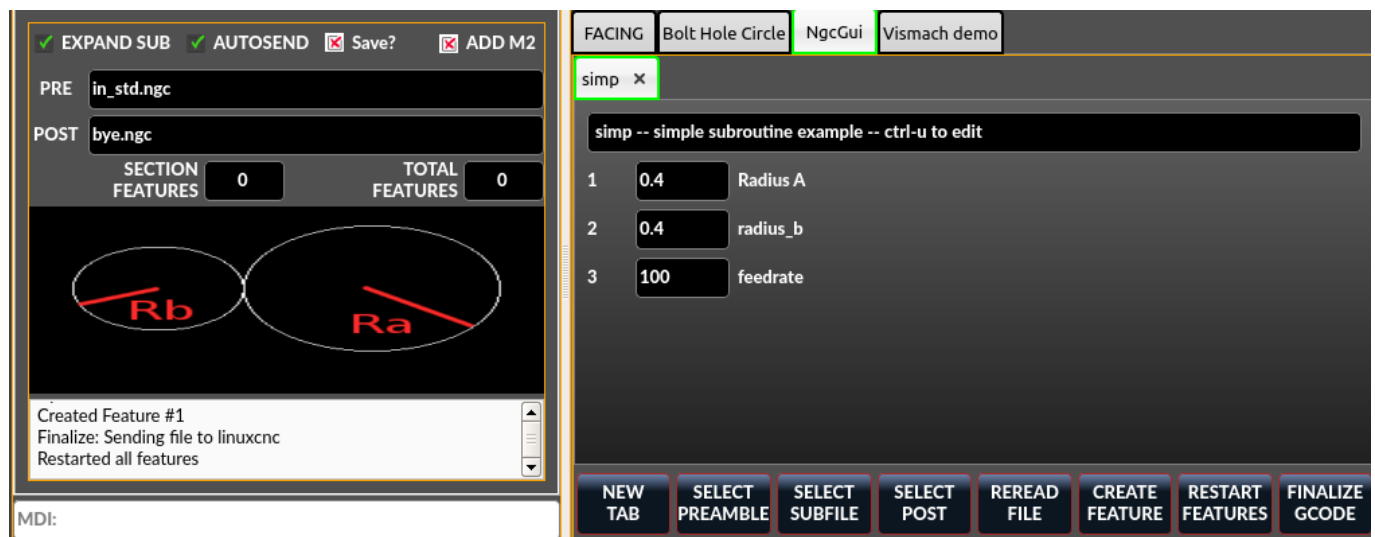 EXPAND SUB AUTOSEND Save? ADD M2
PRE in_std.ngc
POST bye.ngc
SECTION FEATURES 0 TOTAL FEATURES 0
Rb
Ra
Created Feature #1
Finalize: Sending file to linuxcnc
Restarted all features
MDI:
FACING Bolt Hole Circle NgcGui Vismach demo
simp ×
simp -- simple subroutine example -- ctrl-u to edit
1 0.4 Radius A
2 0.4 radius_b
3 100 feedrate
NEW TAB SELECT PREAMBLE SELECT SUBFILE SELECT POST REREAD FILE CREATE FEATURE RESTART FEATURES FINALIZE GCODE